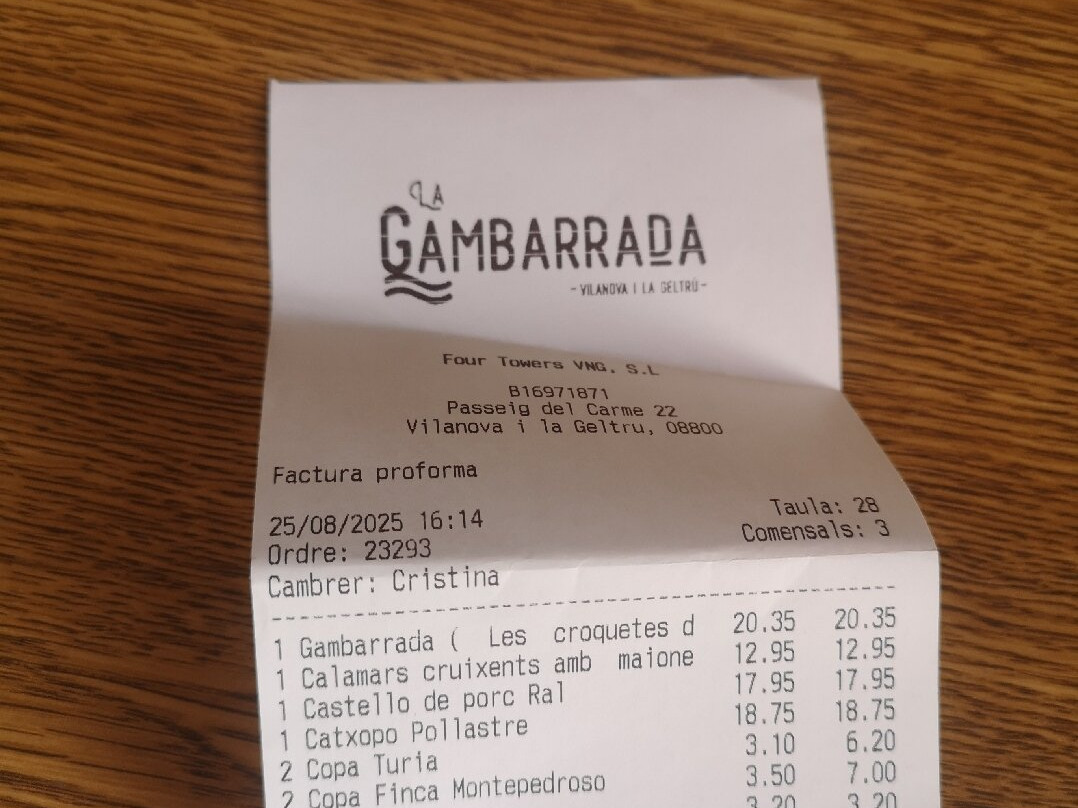 LA
GAMBARRADA
-VILANOVA I LA GELTRÚ-
Four Towers VNG, S.L
B16971871
Passeig del Carme 22
Vilanova i la Geltru, 08800
Factura proforma
25/08/2025 16:14 Taula: 28
Ordre: 23293 Comensals: 3
Cambrer: Cristina
1 Gambarrada ( Les croquetes d 20.35 20.35
1 Calamars cruixents amb maione 12.95 12.95
1 Castello de porc Ral 17.95 17.95
1 Catxopo Pollastre 18.75 18.75
2 Copa Turia 3.10 6.20
2 Copa Finca Montepedroso 3.50 7.00
3.20 3.20